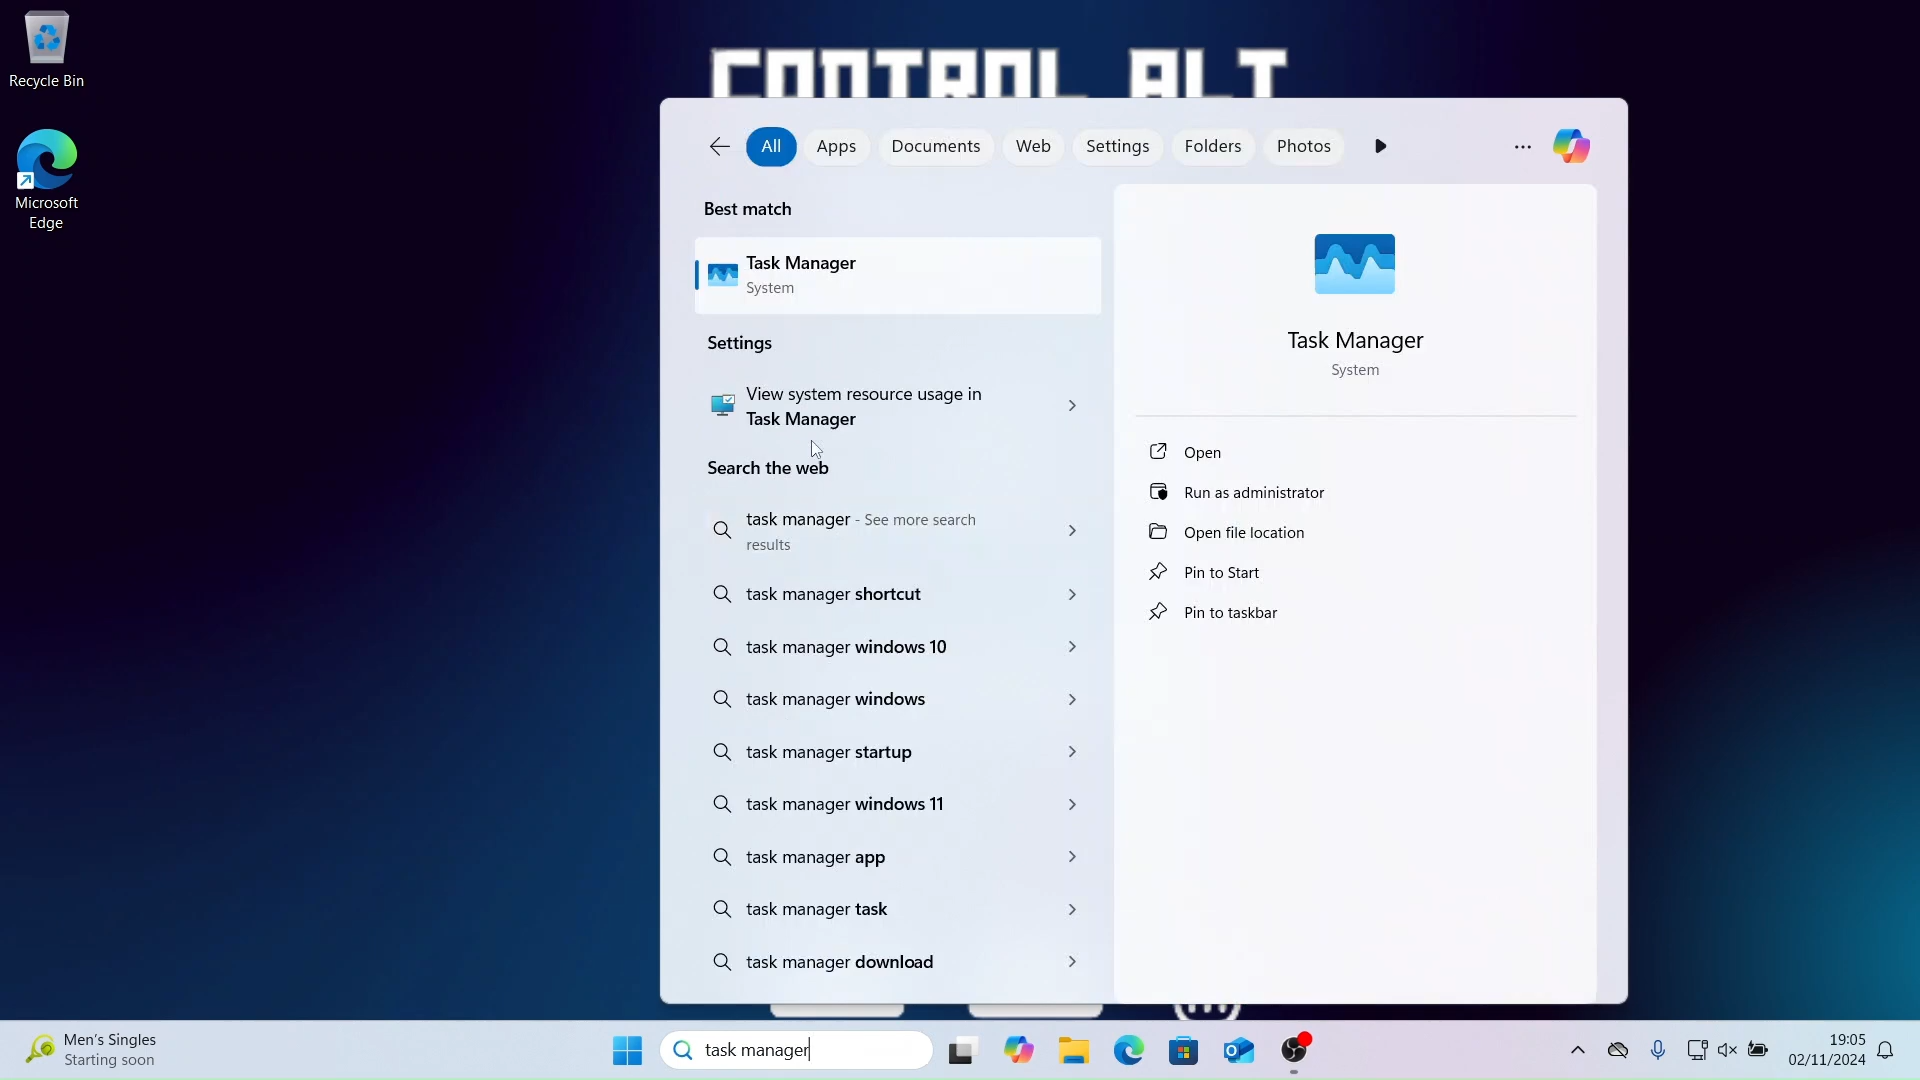 Recycle Bin
Microsoft
Edge
CONTROL ALT
All
Apps
Documents
Web
Settings
Folders
Photos
Best match
Task Manager
System
Settings
View system resource usage in
Task Manager
Search the web
task manager - See more search
results
task manager shortcut
task manager windows 10
task manager windows
task manager startup
task manager windows 11
task manager app
task manager task
task manager download
Task Manager
System
Open
Run as administrator
Open file location
Pin to Start
Pin to taskbar
Men's Singles
Starting soon
task manager
19:05
02/11/2024